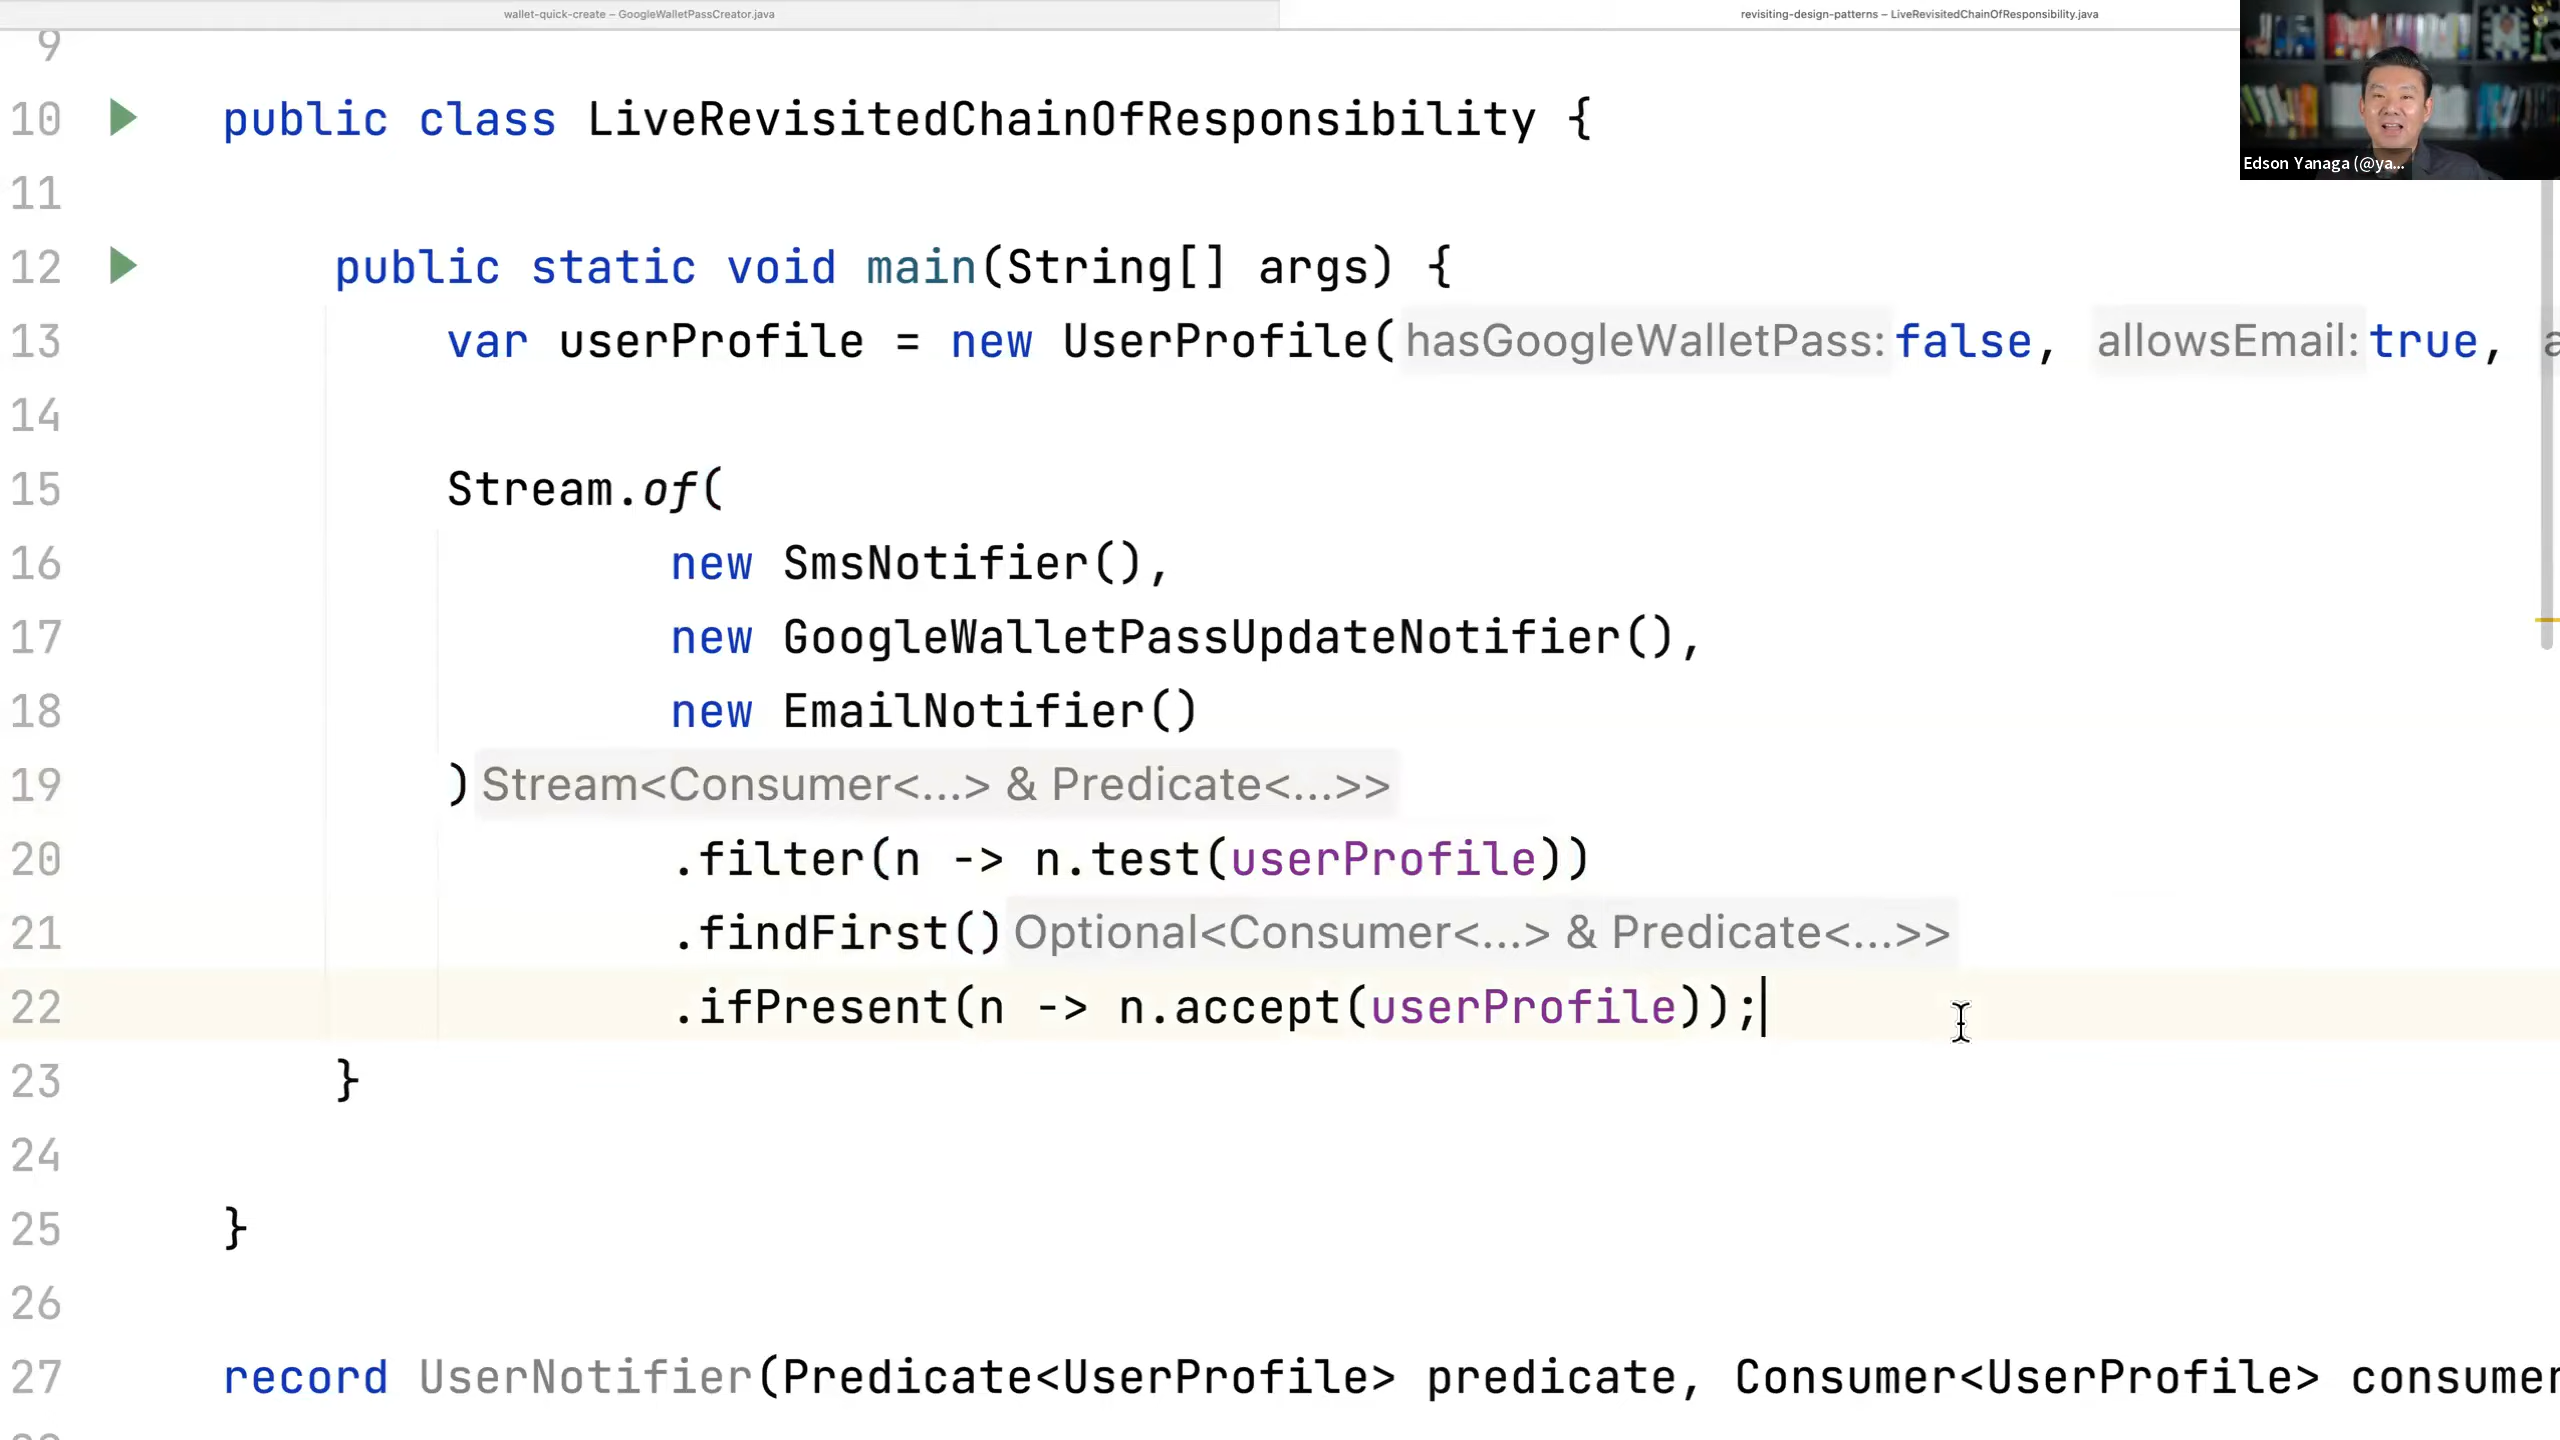 wallet-quick-create – GoogleWalletPassCreator.java
revisiting-design-patterns – LiveRevisitedChainOfResponsibility.java
Edson Yanaga (@ya...
9
10 public class LiveRevisitedChainOfResponsibility {
11
12 public static void main(String[] args) {
13 var userProfile = new UserProfile( hasGoogleWalletPass: false, allowsEmail: true, a
14
15 Stream.of(
16 new SmsNotifier(),
17 new GoogleWalletPassUpdateNotifier(),
18 new EmailNotifier()
19 ) Stream<Consumer<...> & Predicate<...>>
20 .filter(n -> n.test(userProfile))
21 .findFirst() Optional<Consumer<...> & Predicate<...>>
22 .ifPresent(n -> n.accept(userProfile));
23 }
24
25 }
26
27 record UserNotifier(Predicate<UserProfile> predicate, Consumer<UserProfile> consumer